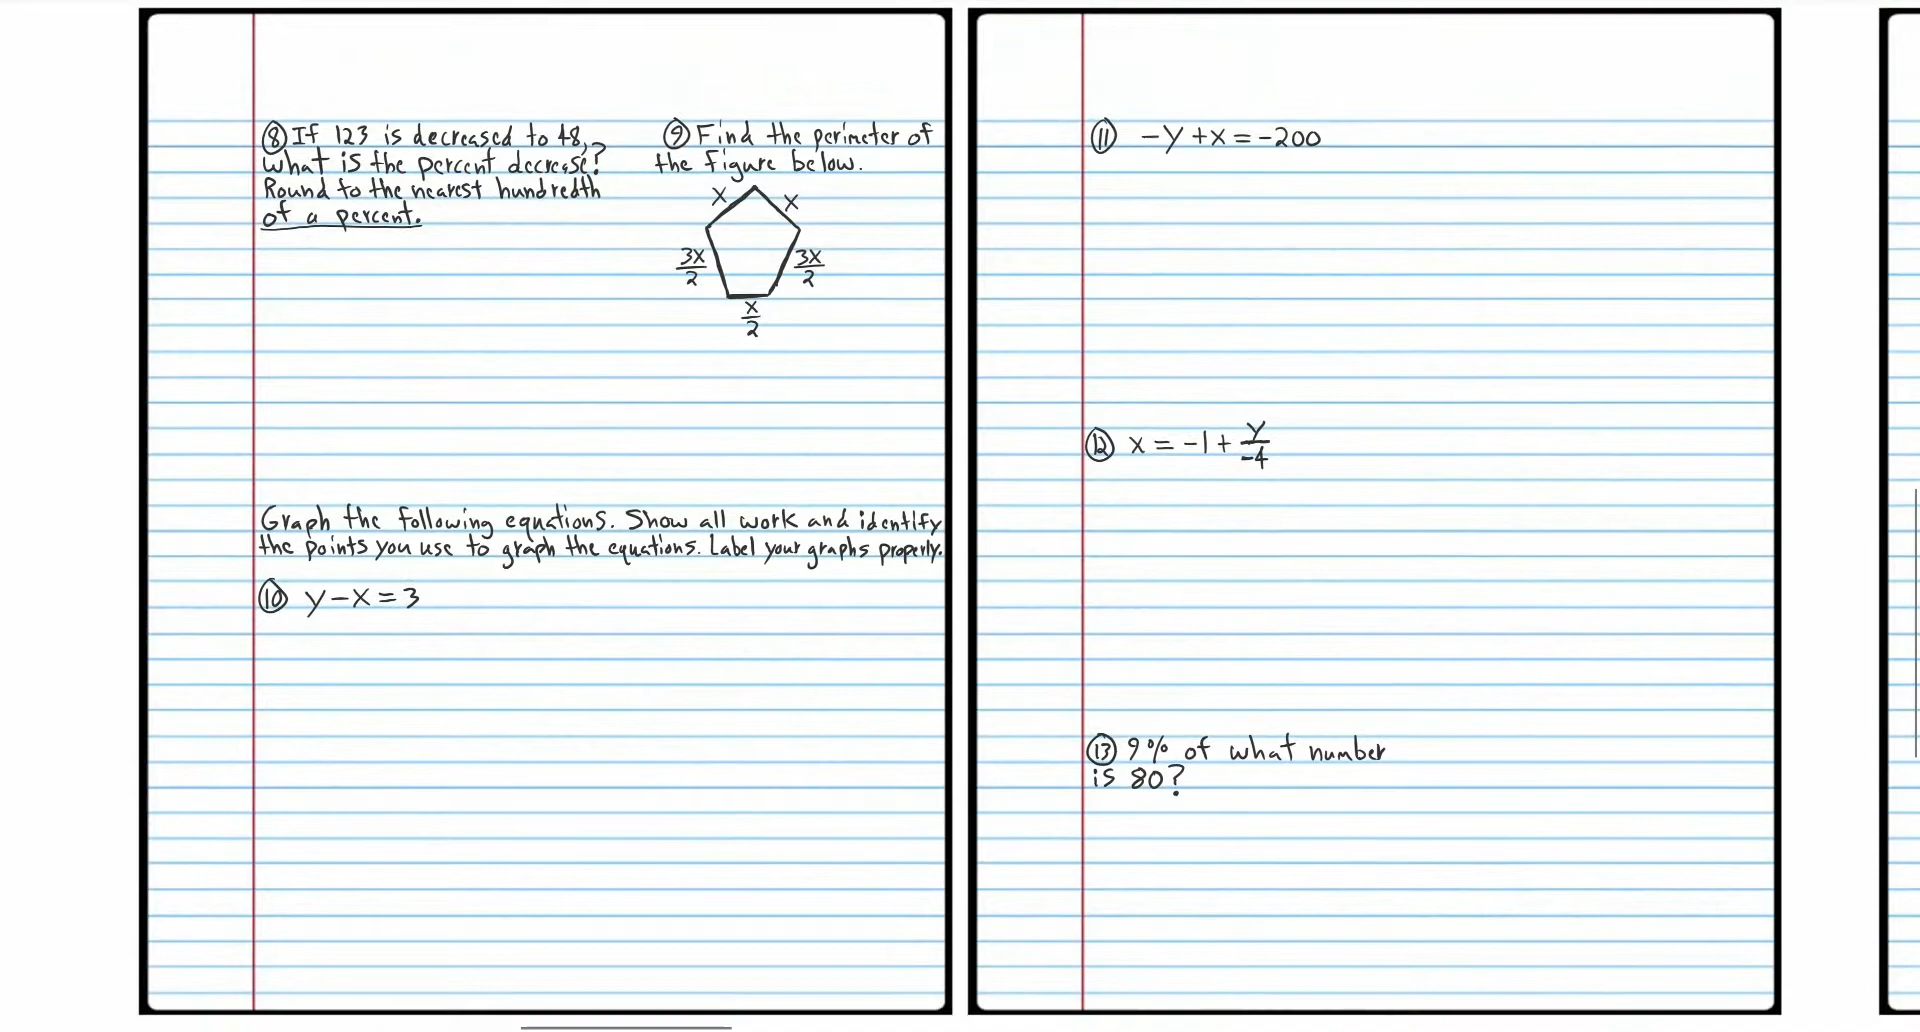 ⑧ If 123 is decreased to 48,
what is the percent decrease?
Round to the nearest hundredth
of a percent.
⑨ Find the perimeter of
the figure below.
x x
3x/2 3x/2
x/2
Graph the following equations. Show all work and identify
the points you use to graph the equations. Label your graphs properly.
⑩ y - x = 3
⑪ -y + x = -200
⑫ x = -1 + y/-4
⑬ 9% of what number
is 80?